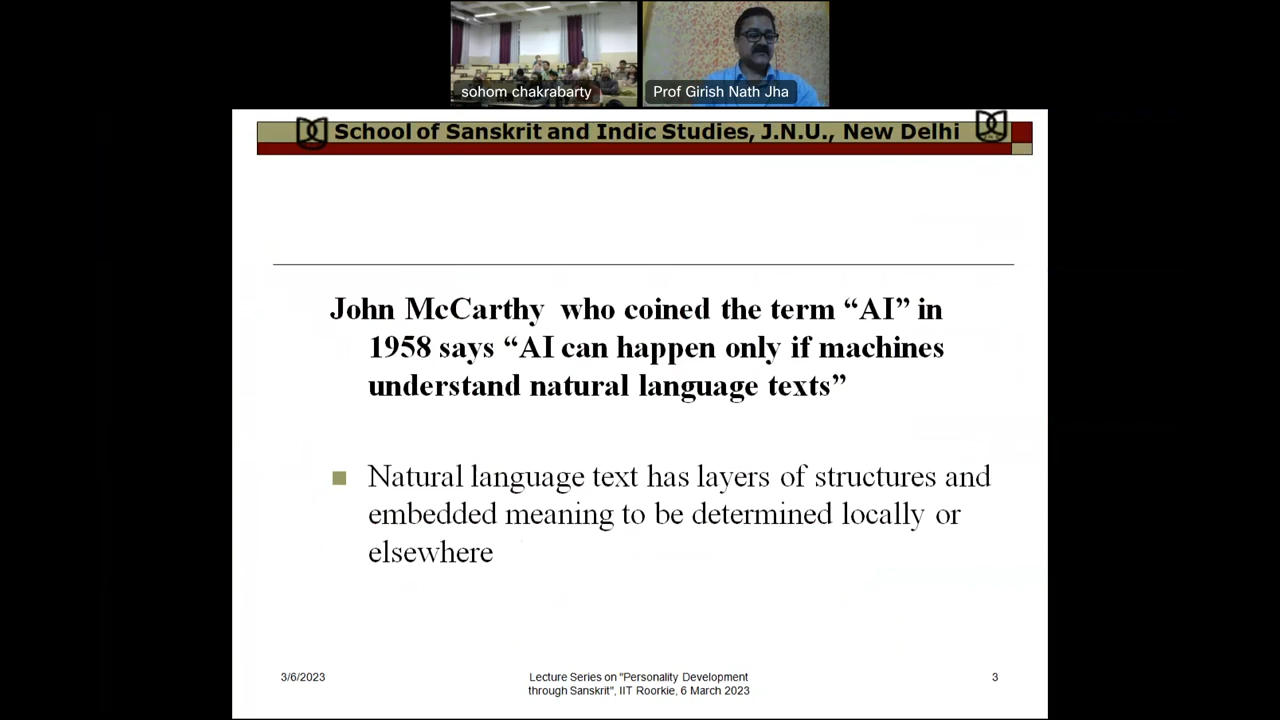 sohom chakrabarty
Prof Girish Nath Jha
School of Sanskrit and Indic Studies, J.N.U., New Delhi
John McCarthy who coined the term “AI” in
1958 says “AI can happen only if machines
understand natural language texts”
Natural language text has layers of structures and
embedded meaning to be determined locally or
elsewhere
3/6/2023
Lecture Series on "Personality Development
through Sanskrit", IIT Roorkie, 6 March 2023
3